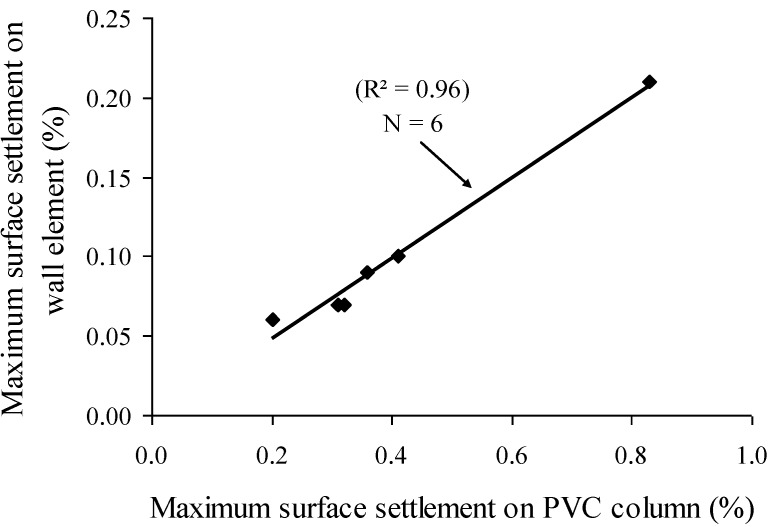 Maximum surface settlement on
wall element (%)
0.25
0.20
0.15
0.10
0.05
0.00
(R² = 0.96)
N = 6
0.0 0.2 0.4 0.6 0.8 1.0
Maximum surface settlement on PVC column (%)